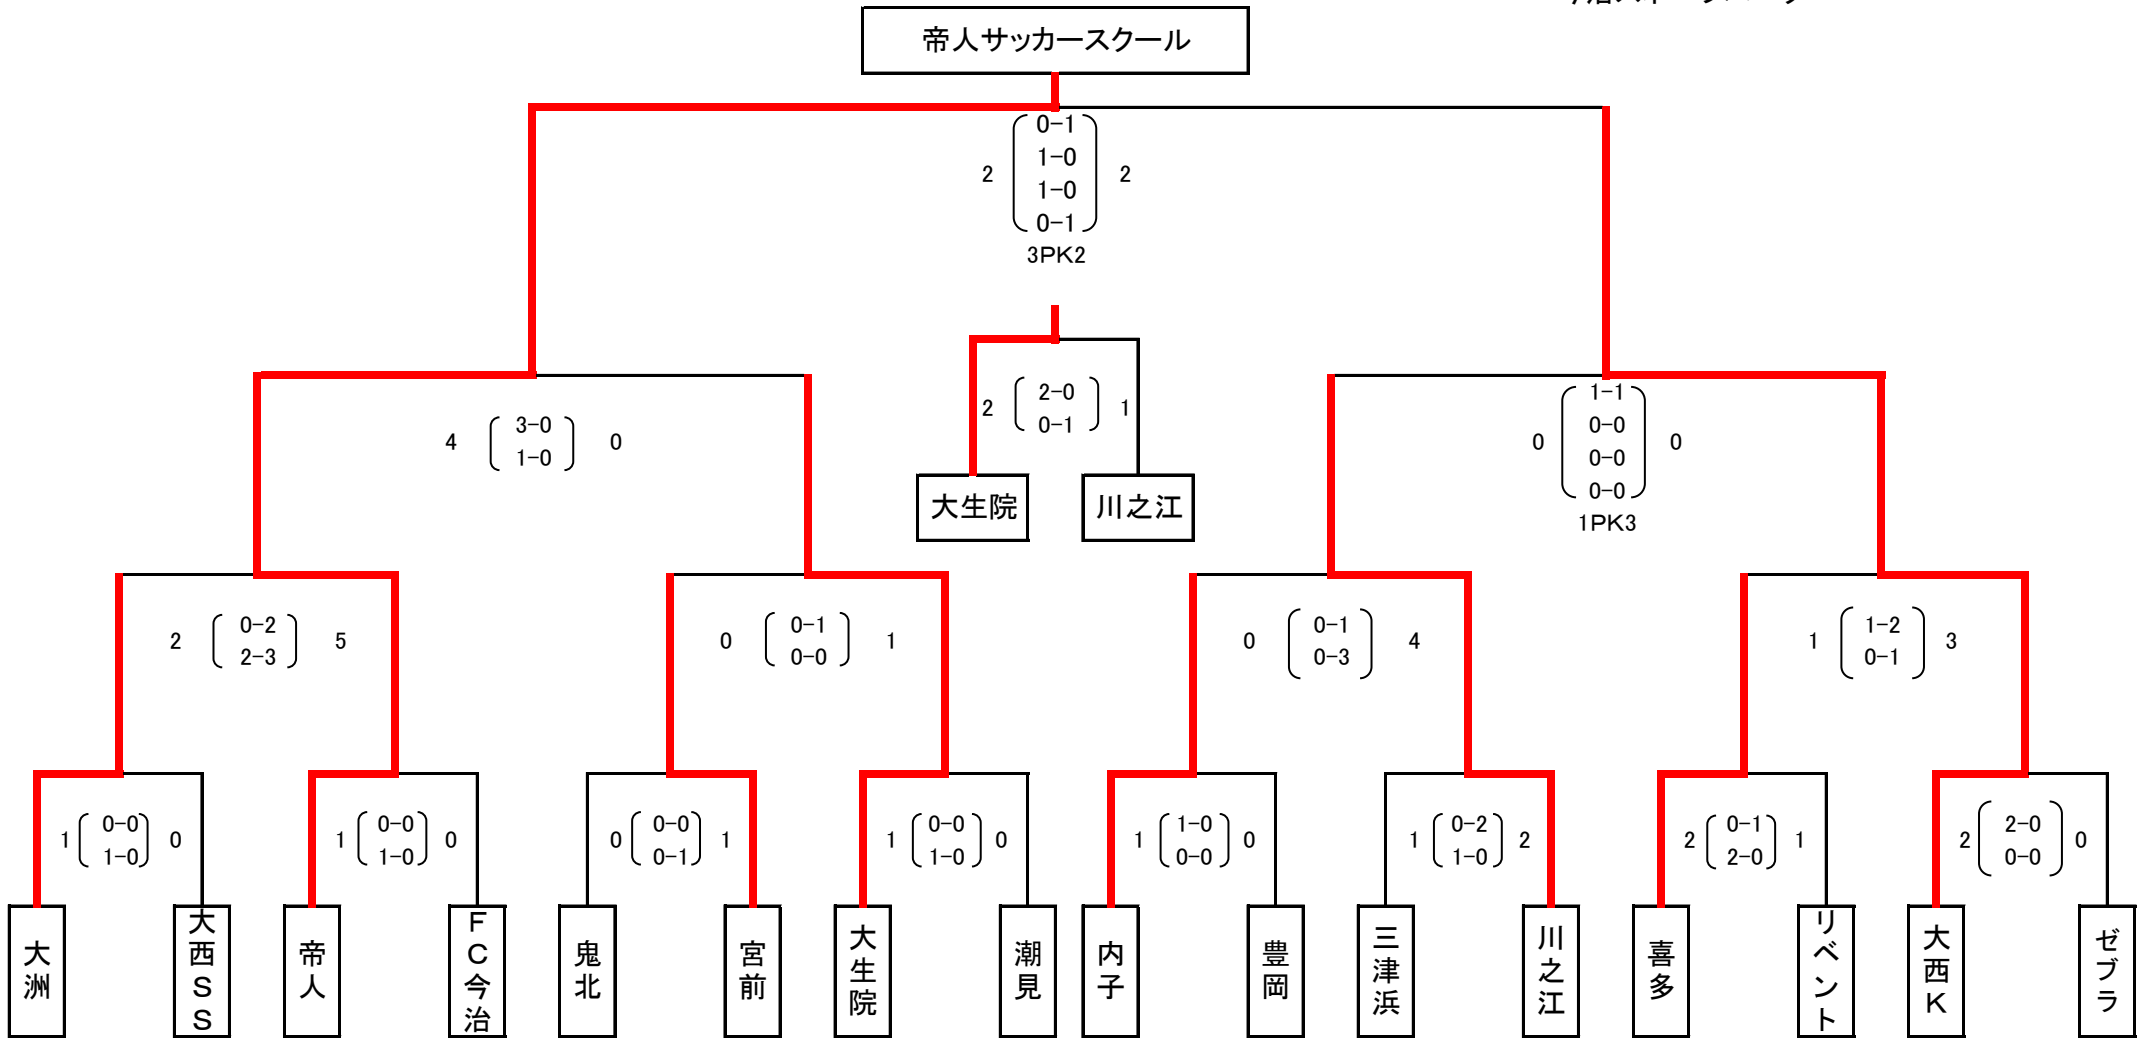 帝人サッカースクール
0-1
2 1-0 2
1-0
0-1
3PK2
2 2-0 1
0-1
大生院 川之江
4 3-0 0
1-0
1-1
0 0-0 0
0-0
0-0
1PK3
2 0-2 5
2-3
0 0-1 1
0-0
0 0-1 4
0-3
1 1-2 3
0-1
1 0-0 0
1-0
1 0-0 0
1-0
0 0-0 1
0-1
1 0-0 0
1-0
1 1-0 0
0-0
1 0-2 2
1-0
2 0-1 1
2-0
2 2-0 0
0-0
大洲
大西SS
帝人
FC今治
鬼北
宮前
大生院
潮見
内子
豊岡
三津浜
川之江
喜多
リベント
大西K
ゼブラ